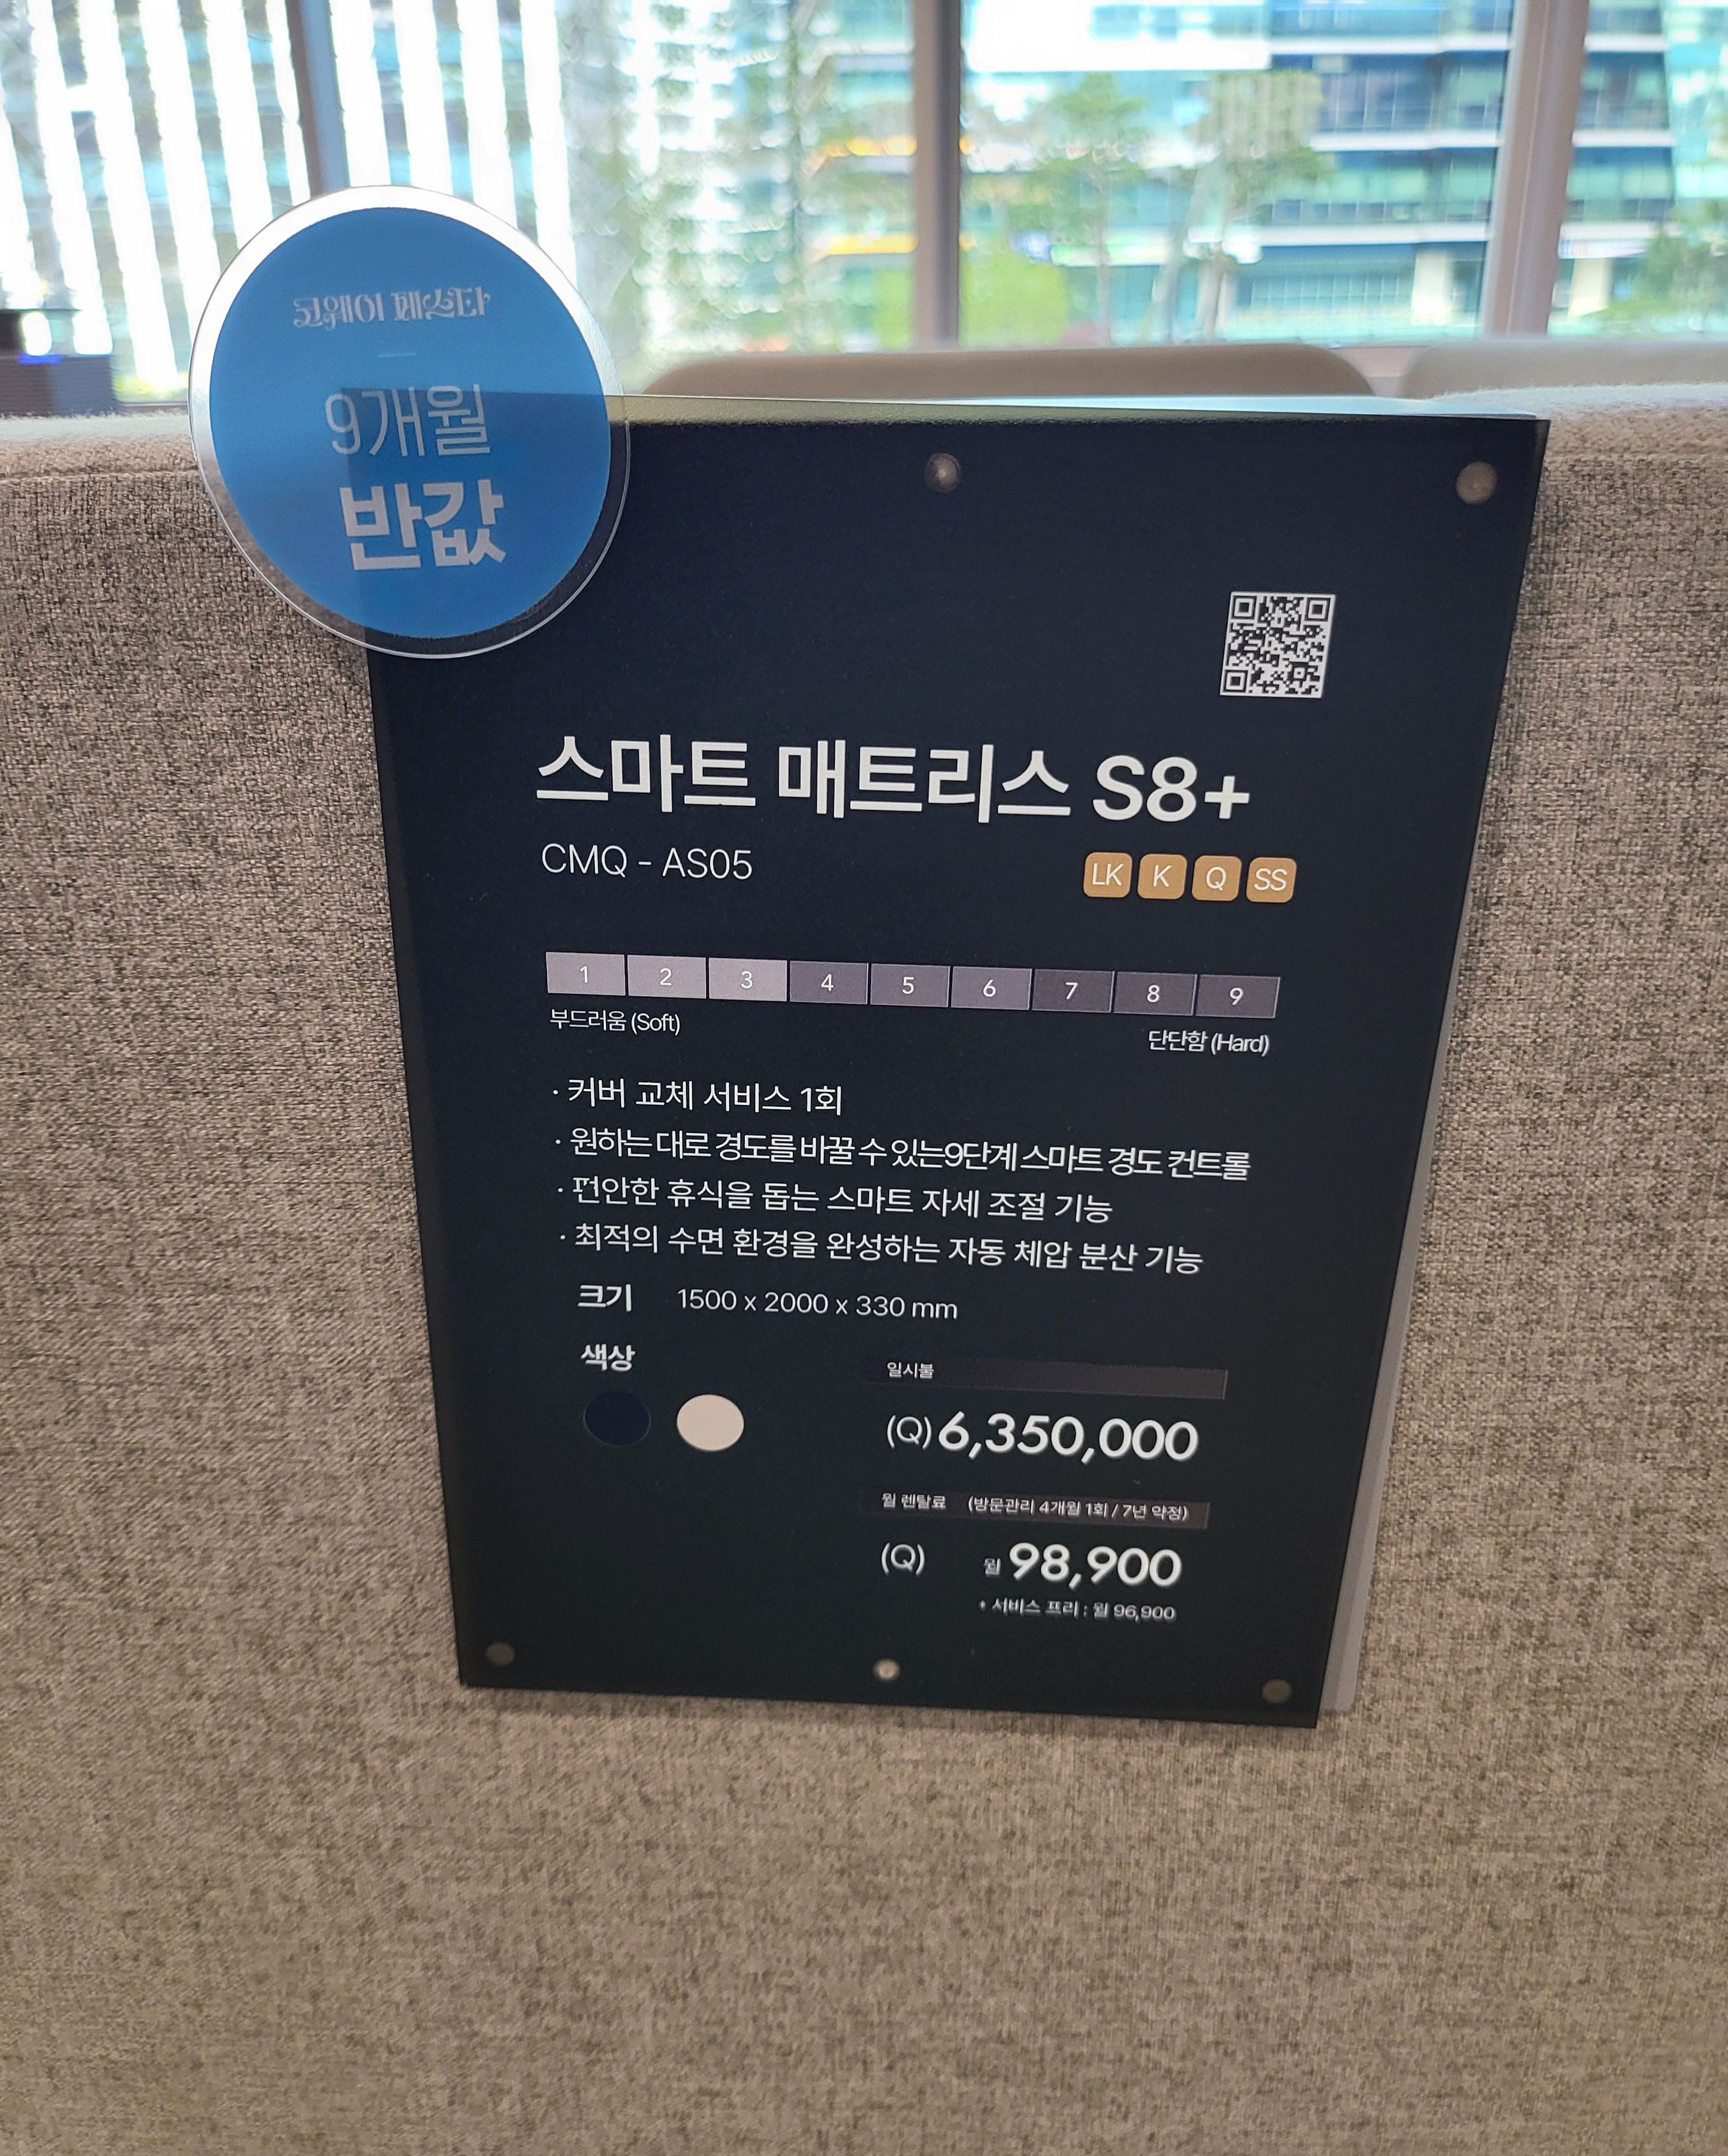 코웨이 페스타
9개월
반값
스마트 매트리스 S8+
CMQ - AS05
LK K Q SS
1 2 3 4 5 6 7 8 9
부드러움 (Soft)
단단함 (Hard)
· 커버 교체 서비스 1회
· 원하는 대로 경도를 바꿀 수 있는9단계 스마트 경도 컨트롤
· 편안한 휴식을 돕는 스마트 자세 조절 기능
· 최적의 수면 환경을 완성하는 자동 체압 분산 기능
크기 1500 x 2000 x 330 mm
색상
일시불
(Q) 6,350,000
월 렌탈료 (방문관리 4개월 1회 / 7년 약정)
(Q) 월 98,900
* 서비스 프리 : 월 96,900